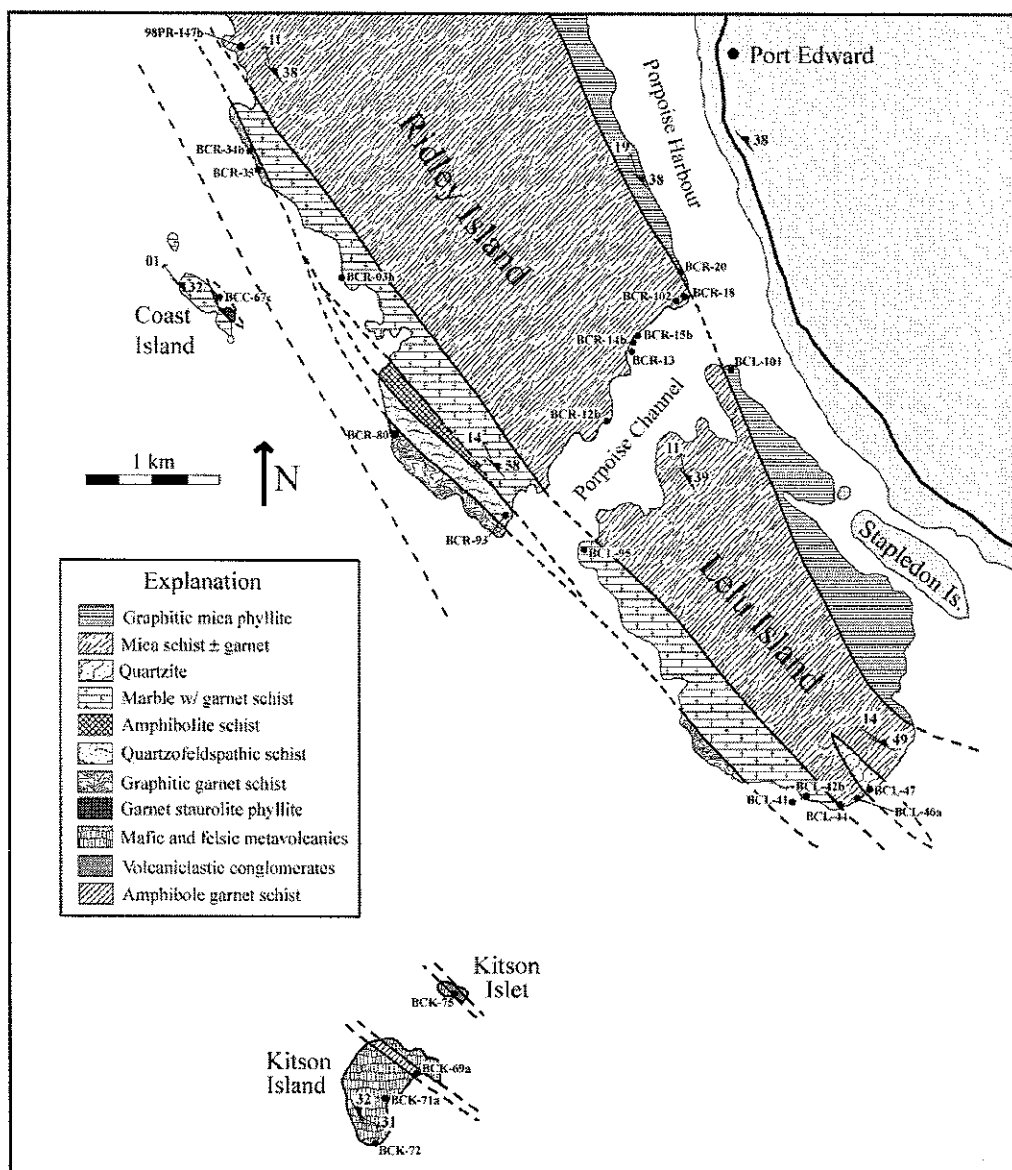 98PR-147b
11
38
Port Edward
Porpoise Harbour
38
Ridley Island
BCR-34b
BCR-35
19
38
01
32
BCC-67c
Coast
Island
BCR-03b
BCR-20
BCR-102
BCR-18
BCR-14b
BCR-15b
BCR-13
BCL-101
BCR-12b
Porpoise Channel
BCR-80
14
38
11
39
1 km
N
BCR-93
BCL-95
Stapledon Is.
Lelu Island
Explanation
Graphitic mica phyllite
Mica schist ± garnet
Quartzite
Marble w/ garnet schist
Amphibolite schist
Quartzofeldspathic schist
Graphitic garnet schist
Garnet staurolite phyllite
Mafic and felsic metavolcanics
Volcaniclastic conglomerates
Amphibole garnet schist
14
49
BCL-42b
BCL-47
BCL-41
BCL-44
BCL-46a
Kitson
Islet
BCK-75
Kitson
Island
BCK-69a
BCK-71a
32
31
BCK-72